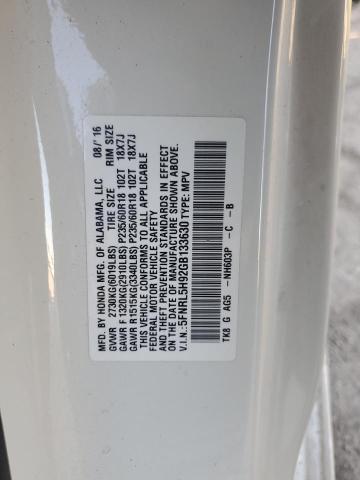 MFD. BY HONDA MFG. OF ALABAMA, LLC 08/'16
TIRE SIZE RIM SIZE
GVWR 2730KG(6019LBS)
GAWR F 1320KG(2910LBS) P235/60R18 102T 18X7J
GAWR R1515KG(3340LBS)P235/60R18 102T 18X7J
THIS VEHICLE CONFORMS TO ALL APPLICABLE
FEDERAL MOTOR VEHICLE SAFETY
AND THEFT PREVENTION STANDARDS IN EFFECT
ON THE DATE OF MANUFACTURE SHOWN ABOVE.
V.I.N.:5FNRL5H92GB133630 TYPE: MPV
TK8 G AG5 -NH603P -C -B